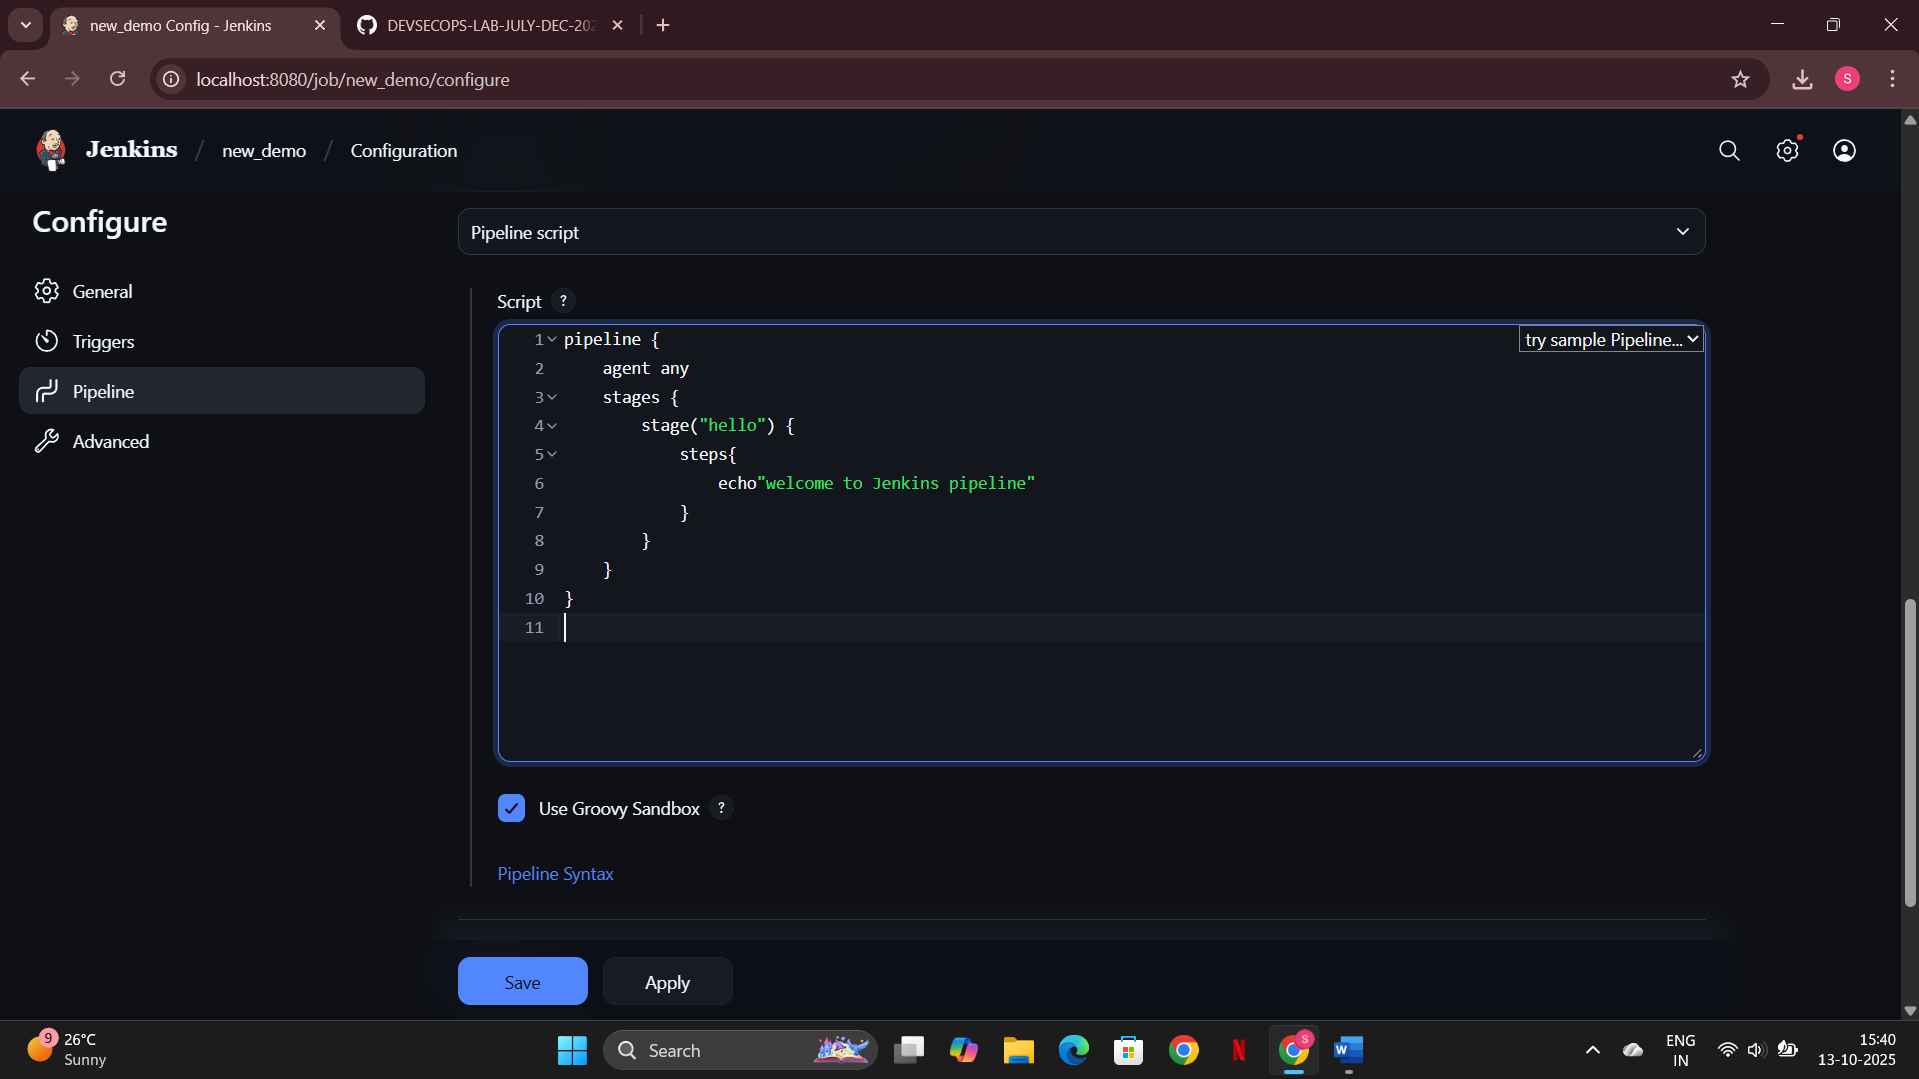 new_demo Config - Jenkins
DEVSECOPS-LAB-JULY-DEC-202
localhost:8080/job/new_demo/configure
S
Jenkins / new_demo / Configuration
Configure
General
Triggers
Pipeline
Advanced
Pipeline script
Script ?
try sample Pipeline...
1 pipeline {
2     agent any
3     stages {
4         stage("hello") {
5             steps{
6                 echo"welcome to Jenkins pipeline"
7             }
8         }
9     }
10 }
11
Use Groovy Sandbox ?
Pipeline Syntax
Save
Apply
9
26°C
Sunny
Search
N
S
W
ENG
IN
15:40
13-10-2025